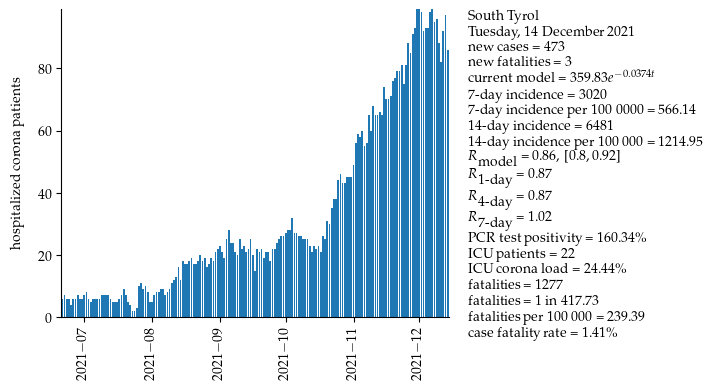 hospitalized corona patients
80
60
40
20
0
2021−07
2021−08
2021−09
2021−10
2021−11
2021−12
South Tyrol
Tuesday, 14 December 2021
new cases = 473
new fatalities = 3
current model = 359.83e^{−0.0374t}
7-day incidence = 3020
7-day incidence per 100 0000 = 566.14
14-day incidence = 6481
14-day incidence per 100 000 = 1214.95
R_model = 0.86, [0.8, 0.92]
R_1-day = 0.87
R_4-day = 0.87
R_7-day = 1.02
PCR test positivity = 160.34%
ICU patients = 22
ICU corona load = 24.44%
fatalities = 1277
fatalities = 1 in 417.73
fatalities per 100 000 = 239.39
case fatality rate = 1.41%